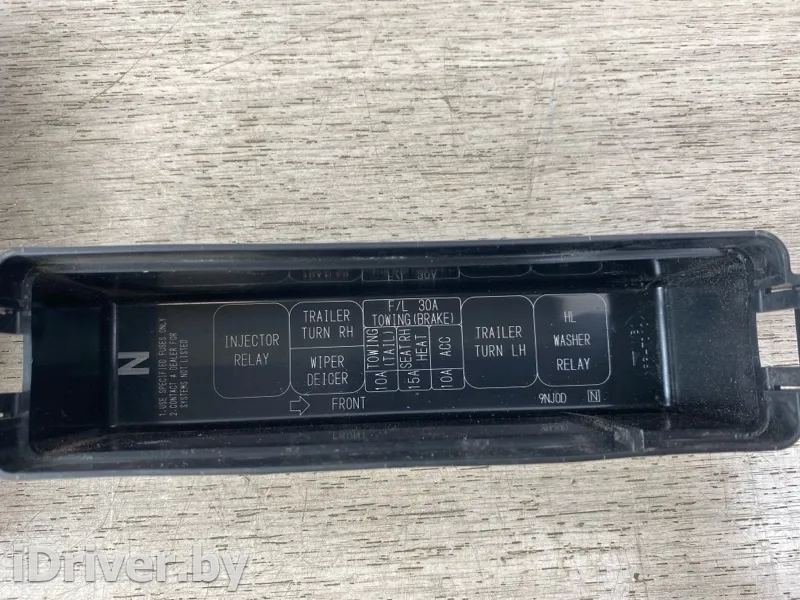 N
1.USE SPECIFIED FUSES ONLY
2.CONTACT A DEALER FOR
SYSTEMS NOT LISTED
INJECTOR
RELAY
TRAILER
TURN RH
WIPER
DEICER
F/L 30A
TOWING(BRAKE)
10A TOWING
(TAIL)
15A SEAT RH
HEAT
10A ACC
TRAILER
TURN LH
HL
WASHER
RELAY
FRONT
9NJ0D N
iDriver.by